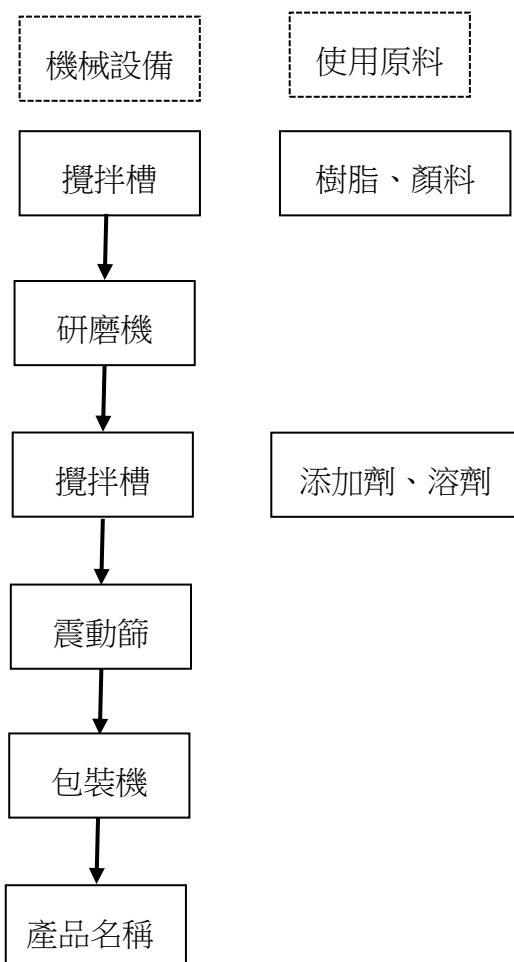 機械設備
使用原料
攪拌槽
樹脂、顏料
研磨機
攪拌槽
添加劑、溶劑
震動篩
包裝機
產品名稱